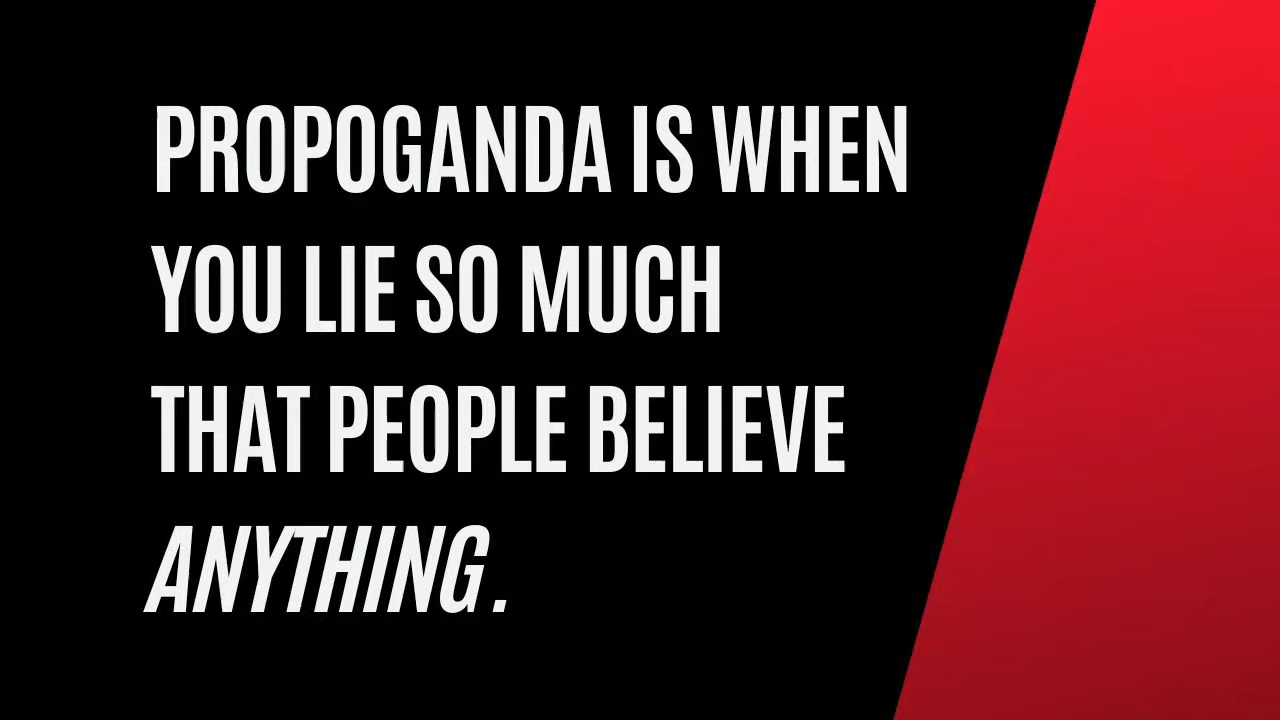 PROPOGANDA IS WHEN
YOU LIE SO MUCH
THAT PEOPLE BELIEVE
ANYTHING.